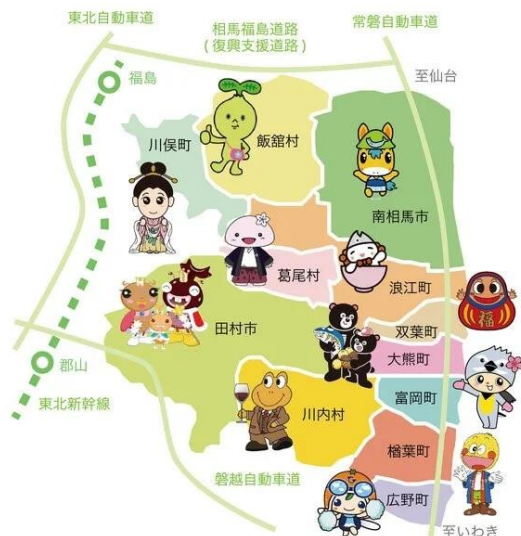 東北自動車道
相馬福島道路
(復興支援道路)
常磐自動車道
至仙台
福島
川俣町
飯舘村
南相馬市
葛尾村
浪江町
福
双葉町
田村市
大熊町
郡山
富岡町
東北新幹線
川内村
楢葉町
磐越自動車道
広野町
至いわき